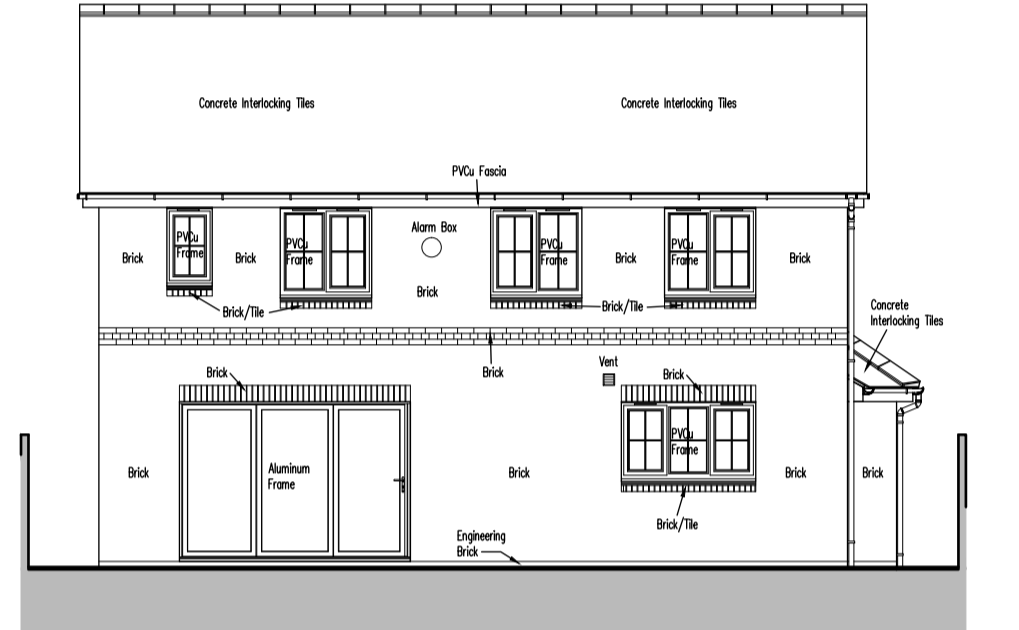 Concrete Interlocking Tiles
Concrete Interlocking Tiles
PVCu Fascia
PVCu
Frame
PVCu
Frame
Alarm Box
PVCu
Frame
PVCu
Frame
Brick
Brick
Brick
Brick
Brick
Brick/Tile
Brick/Tile
Concrete
Interlocking Tiles
Brick
Brick
Vent
Brick
PVCu
Frame
Brick
Aluminum
Frame
Brick
Brick
Brick
Brick/Tile
Engineering
Brick